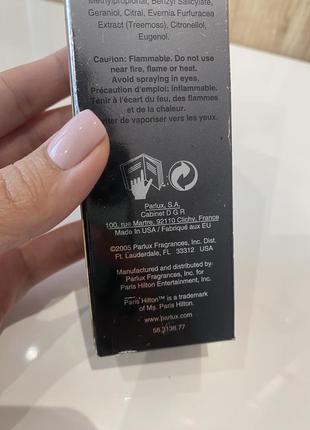 Methylpropional, Benzyl Salicylate,
Geraniol, Citral, Evernia Furfuracea
Extract (Treemoss), Citronellol,
Eugenol.
Caution: Flammable. Do not use
near fire, flame or heat.
Avoid spraying in eyes.
Précaution d'emploi: inflammable.
Tenir à l'écart du feu, des flammes
et de la chaleur.
Éviter de vaporiser vers les yeux.
Parlux, S.A.
Cabinet D G R
100, rue Martre, 92110 Clichy, France
Made In USA / Fabriqué aux EU
©2005 Parlux Fragrances, Inc. Dist.
Ft. Lauderdale, FL 33312 USA
Manufactured and distributed by
Parlux Fragrances, Inc. for
Paris Hilton Entertainment, Inc.
Paris Hilton™ is a trademark
of Ms. Paris Hilton.
www.parlux.com
58.2136.77